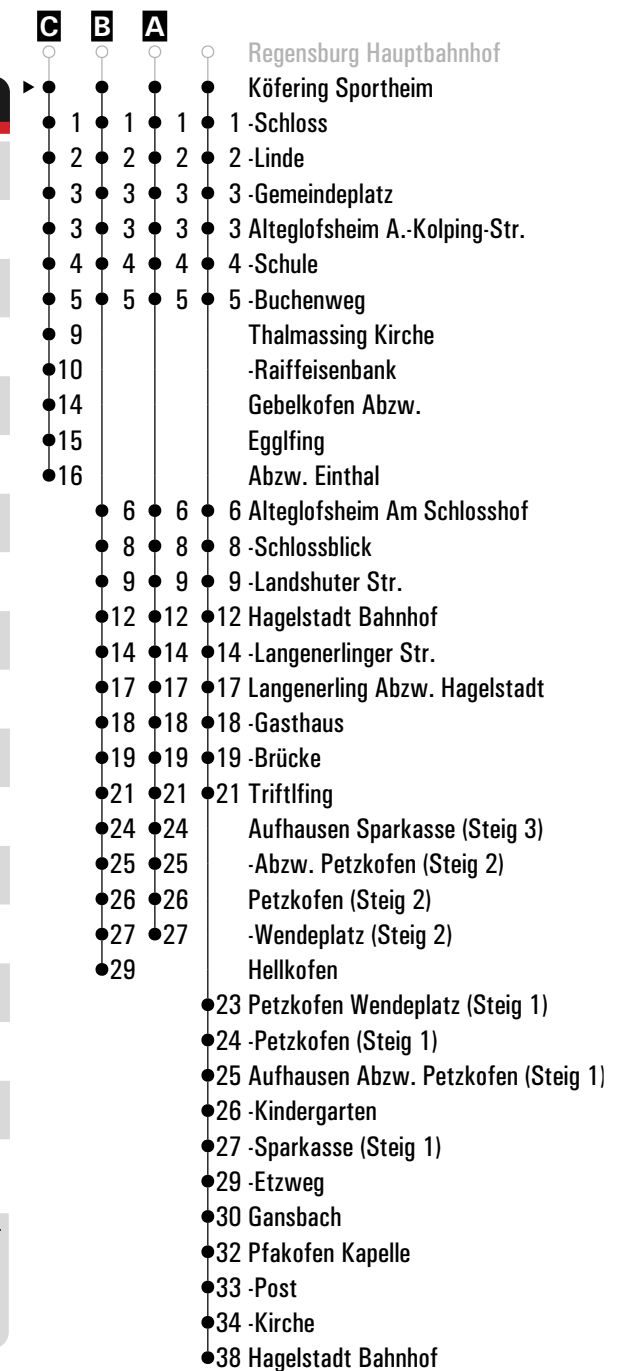 C B A
Regensburg Hauptbahnhof
Köfering Sportheim
1 1 1 1 -Schloss
2 2 2 2 -Linde
3 3 3 3 -Gemeindeplatz
3 3 3 3 Alteglofsheim A.-Kolping-Str.
4 4 4 4 -Schule
5 5 5 5 -Buchenweg
9 Thalmassing Kirche
10 -Raiffeisenbank
14 Gebelkofen Abzw.
15 Egglfing
16 Abzw. Einthal
6 6 6 Alteglofsheim Am Schlosshof
8 8 8 -Schlossblick
9 9 9 -Landshuter Str.
12 12 12 Hagelstadt Bahnhof
14 14 14 -Langenerlinger Str.
17 17 17 Langenerling Abzw. Hagelstadt
18 18 18 -Gasthaus
19 19 19 -Brücke
21 21 21 Triftlfing
24 24 Aufhausen Sparkasse (Steig 3)
25 25 -Abzw. Petzkofen (Steig 2)
26 26 Petzkofen (Steig 2)
27 27 -Wendeplatz (Steig 2)
29 Hellkofen
23 Petzkofen Wendeplatz (Steig 1)
24 -Petzkofen (Steig 1)
25 Aufhausen Abzw. Petzkofen (Steig 1)
26 -Kindergarten
27 -Sparkasse (Steig 1)
29 -Etzweg
30 Gansbach
32 Pfakofen Kapelle
33 -Post
34 -Kirche
38 Hagelstadt Bahnhof